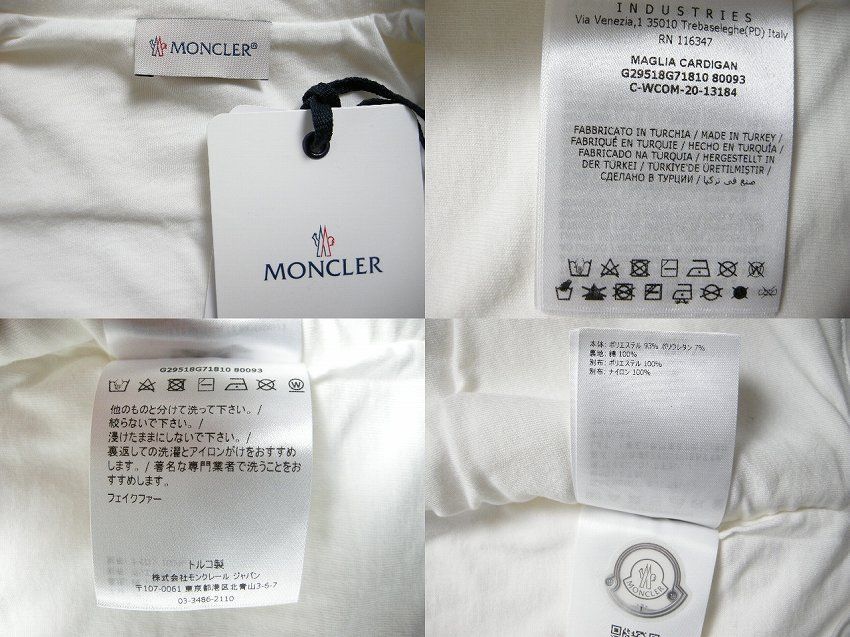 MONCLER®
MONCLER
INDUSTRIES
Via Venezia,1 35010 Trebaseleghe(PD) Italy
RN 116347
MAGLIA CARDIGAN
G29518G71810 80093
C-WCOM-20-13184
FABBRICATO IN TURCHIA / MADE IN TURKEY/
FABRIQUÉ EN TURQUIE / HECHO EN TURQUÍA/
FABRICADO NA TURQUIA / HERGESTELLT IN
DER TÜRKEI / TÜRKIYE'DE ÜRETILMIŞTIR /
СДЕЛАНО В ТУРЦИИ / صنع في تركيا
G29518G71810 80093
他のものと分けて洗って下さい。/
絞らないで下さい。/
浸けたままにしないで下さい。/
裏返しての洗濯とアイロンがけをおすすめ
します。/ 著名な専門業者で洗うことをお
すすめします。
フェイクファー
トルコ製
株式会社モンクレール ジャパン
〒107-0061 東京都港区北青山3-6-7
03-3486-2110
本体: ポリエステル 93% ポリウレタン 7%
裏地: 綿 100%
別布: ポリエステル 100%
別布: ナイロン 100%
MONCLER